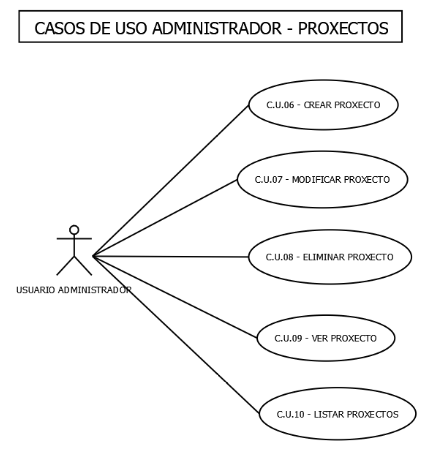 CASOS DE USO ADMINISTRADOR - PROXECTOS
C.U.06 - CREAR PROXECTO
C.U.07 - MODIFICAR PROXECTO
C.U.08 - ELIMINAR PROXECTO
USUARIO ADMINISTRADOR
C.U.09 - VER PROXECTO
C.U.10 - LISTAR PROXECTOS